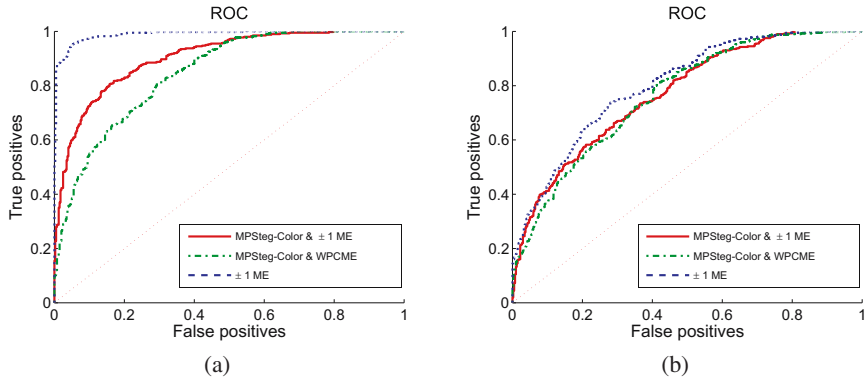 ROC
1
0.8
0.6
0.4
0.2
0
True positives
MPSteg-Color & ± 1 ME
MPSteg-Color & WPCME
± 1 ME
0 0.2 0.4 0.6 0.8 1
False positives
(a)
ROC
1
0.8
0.6
0.4
0.2
0
True positives
MPSteg-Color & ± 1 ME
MPSteg-Color & WPCME
± 1 ME
0 0.2 0.4 0.6 0.8 1
False positives
(b)